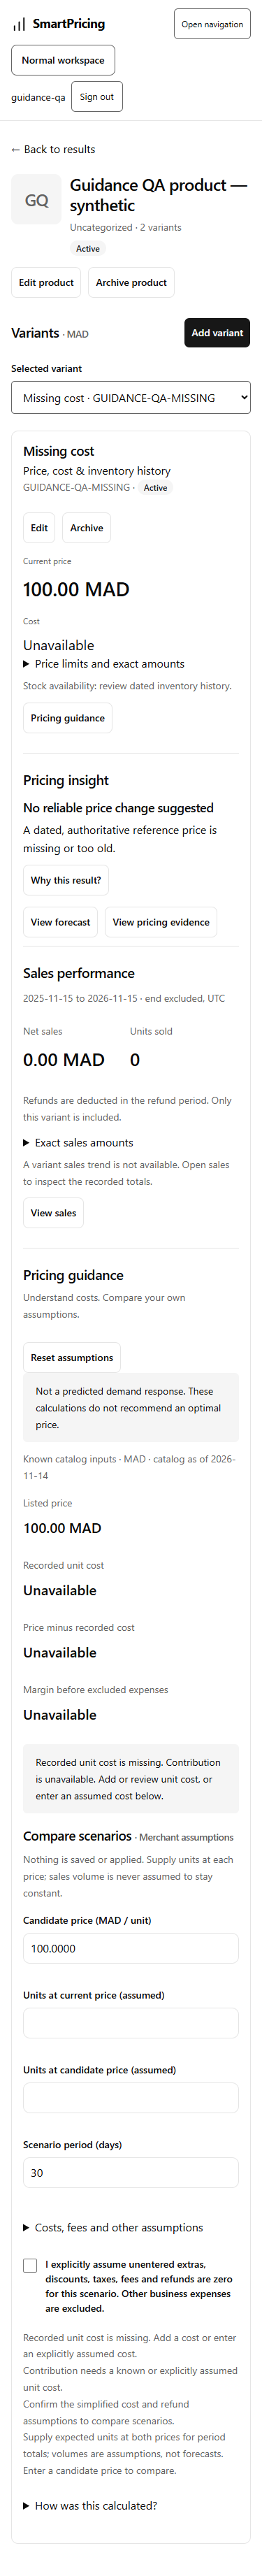 SmartPricing
Open navigation
Normal workspace
guidance-qa
Sign out
← Back to results
GQ
Guidance QA product —
synthetic
Uncategorized · 2 variants
Active
Edit product
Archive product
Variants · MAD
Add variant
Selected variant
Missing cost · GUIDANCE-QA-MISSING
Missing cost
Price, cost & inventory history
GUIDANCE-QA-MISSING · Active
Edit
Archive
Current price
100.00 MAD
Cost
Unavailable
▶ Price limits and exact amounts
Stock availability: review dated inventory history.
Pricing guidance
Pricing insight
No reliable price change suggested
A dated, authoritative reference price is
missing or too old.
Why this result?
View forecast
View pricing evidence
Sales performance
2025-11-15 to 2026-11-15 · end excluded, UTC
Net sales
Units sold
0.00 MAD
0
Refunds are deducted in the refund period. Only
this variant is included.
▶ Exact sales amounts
A variant sales trend is not available. Open sales
to inspect the recorded totals.
View sales
Pricing guidance
Understand costs. Compare your own
assumptions.
Reset assumptions
Not a predicted demand response. These
calculations do not recommend an optimal
price.
Known catalog inputs · MAD · catalog as of 2026-
11-14
Listed price
100.00 MAD
Recorded unit cost
Unavailable
Price minus recorded cost
Unavailable
Margin before excluded expenses
Unavailable
Recorded unit cost is missing. Contribution
is unavailable. Add or review unit cost, or
enter an assumed cost below.
Compare scenarios · Merchant assumptions
Nothing is saved or applied. Supply units at each
price; sales volume is never assumed to stay
constant.
Candidate price (MAD / unit)
100.0000
Units at current price (assumed)
Units at candidate price (assumed)
Scenario period (days)
30
▶ Costs, fees and other assumptions
I explicitly assume unentered extras,
discounts, taxes, fees and refunds are zero
for this scenario. Other business expenses
are excluded.
Recorded unit cost is missing. Add a cost or enter
an explicitly assumed cost.
Contribution needs a known or explicitly assumed
unit cost.
Confirm the simplified cost and refund
assumptions to compare scenarios.
Supply expected units at both prices for period
totals; volumes are assumptions, not forecasts.
Enter a candidate price to compare.
▶ How was this calculated?